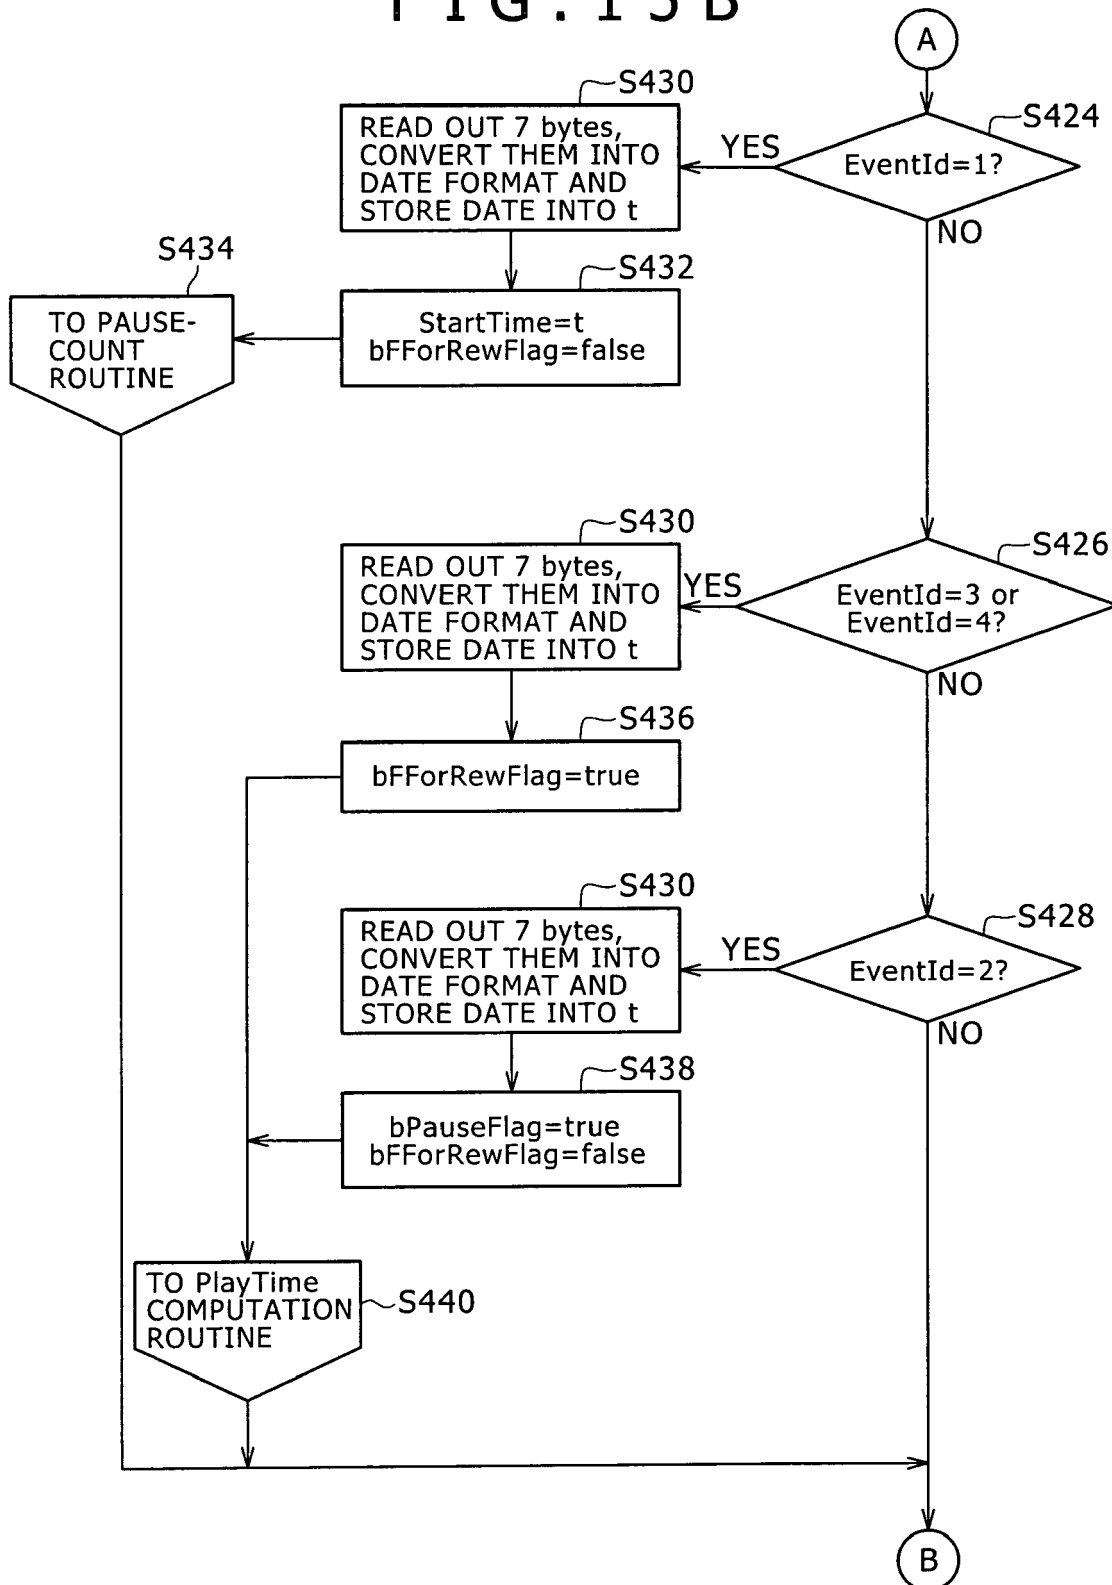 FIG.15B
A
S430
S424
READ OUT 7 bytes,
CONVERT THEM INTO
DATE FORMAT AND
STORE DATE INTO t
YES
EventId=1?
NO
S434
S432
TO PAUSE-
COUNT
ROUTINE
StartTime=t
bFForRewFlag=false
S430
S426
READ OUT 7 bytes,
CONVERT THEM INTO
DATE FORMAT AND
STORE DATE INTO t
YES
EventId=3 or
EventId=4?
NO
S436
bFForRewFlag=true
S430
S428
READ OUT 7 bytes,
CONVERT THEM INTO
DATE FORMAT AND
STORE DATE INTO t
YES
EventId=2?
NO
S438
bPauseFlag=true
bFForRewFlag=false
TO PlayTime
COMPUTATION
ROUTINE
S440
B